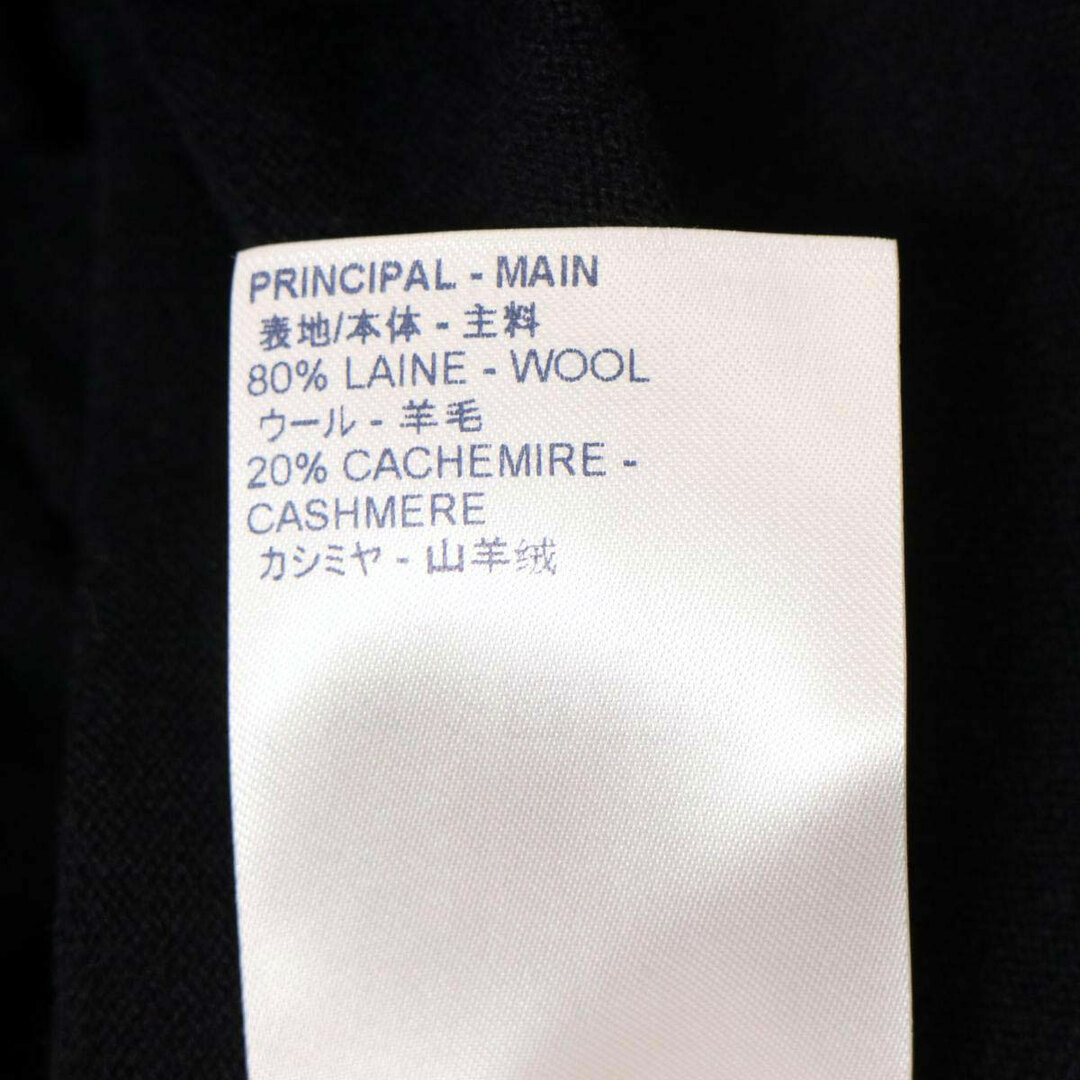 PRINCIPAL - MAIN
表地/本体 - 主料
80% LAINE - WOOL
ウール - 羊毛
20% CACHEMIRE -
CASHMERE
カシミヤ - 山羊绒